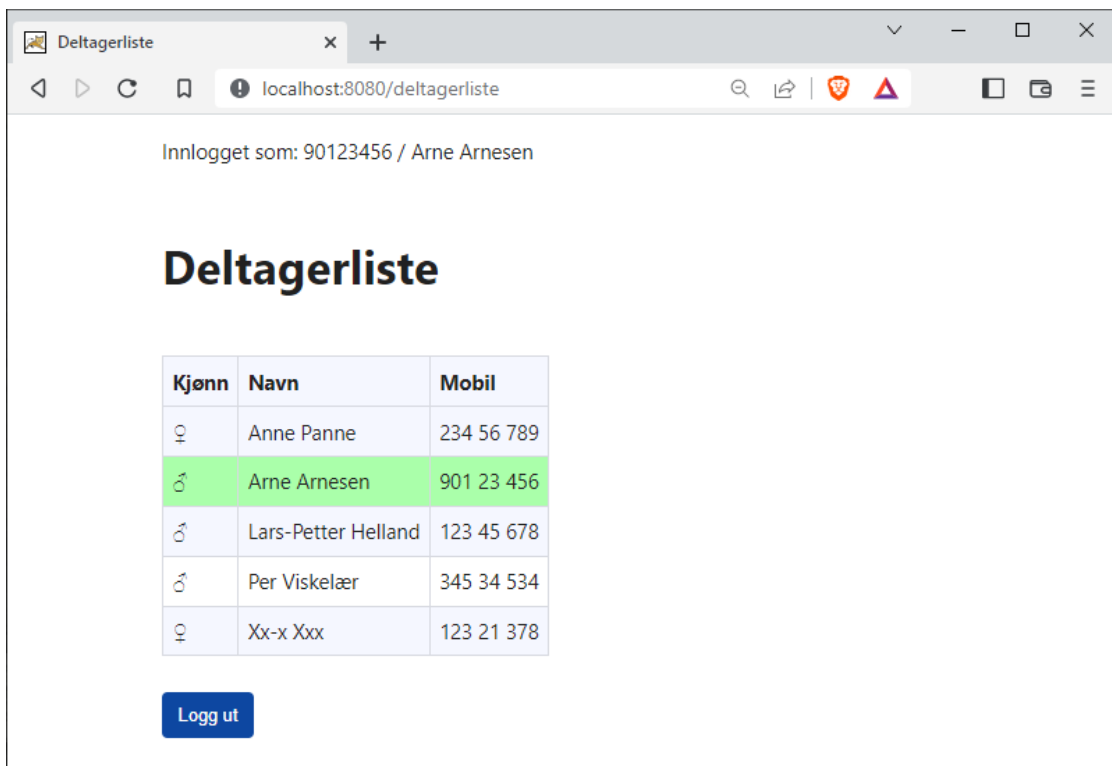 Deltagerliste
localhost:8080/deltagerliste
Innlogget som: 90123456 / Arne Arnesen
Deltagerliste
Kjønn Navn Mobil
♀ Anne Panne 234 56 789
♂ Arne Arnesen 901 23 456
♂ Lars-Petter Helland 123 45 678
♂ Per Viskelær 345 34 534
♀ Xx-x Xxx 123 21 378
Logg ut